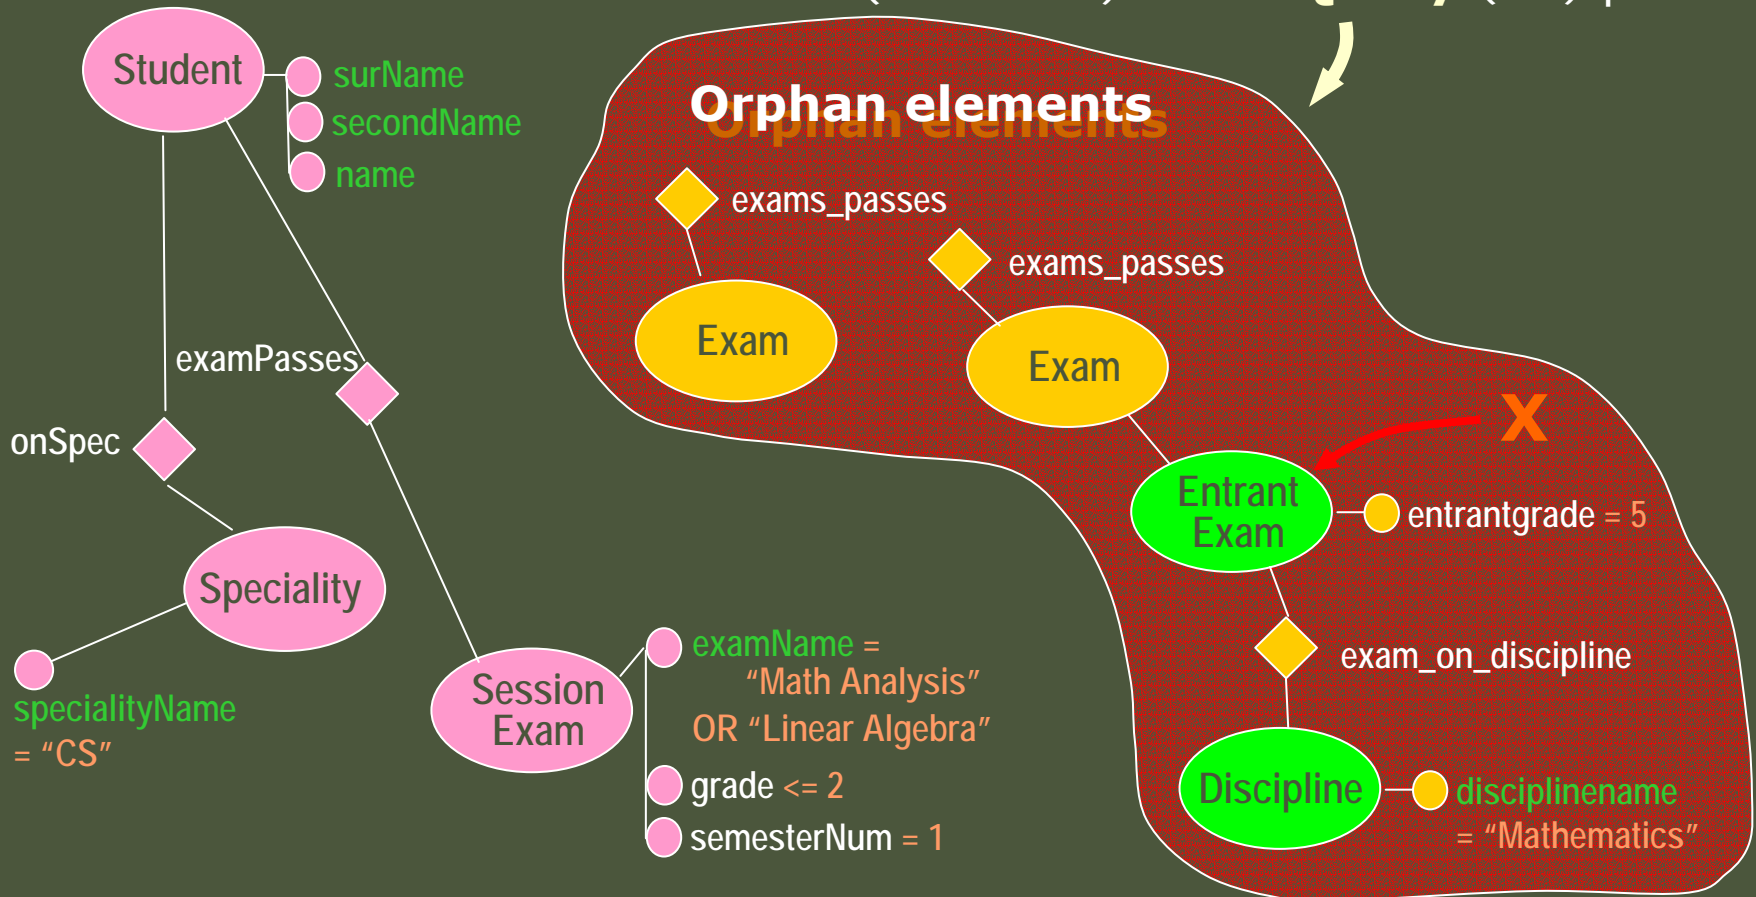 Student
surName
secondName
name
Orphan elements
exams_passes
exams_passes
Exam
Exam
examPasses
onSpec
X
Entrant
Exam
entrantgrade = 5
Speciality
specialityName
= “CS”
Session
Exam
examName =
“Math Analysis”
OR “Linear Algebra”
grade <= 2
semesterNum = 1
exam_on_discipline
Discipline
disciplinename
= “Mathematics”